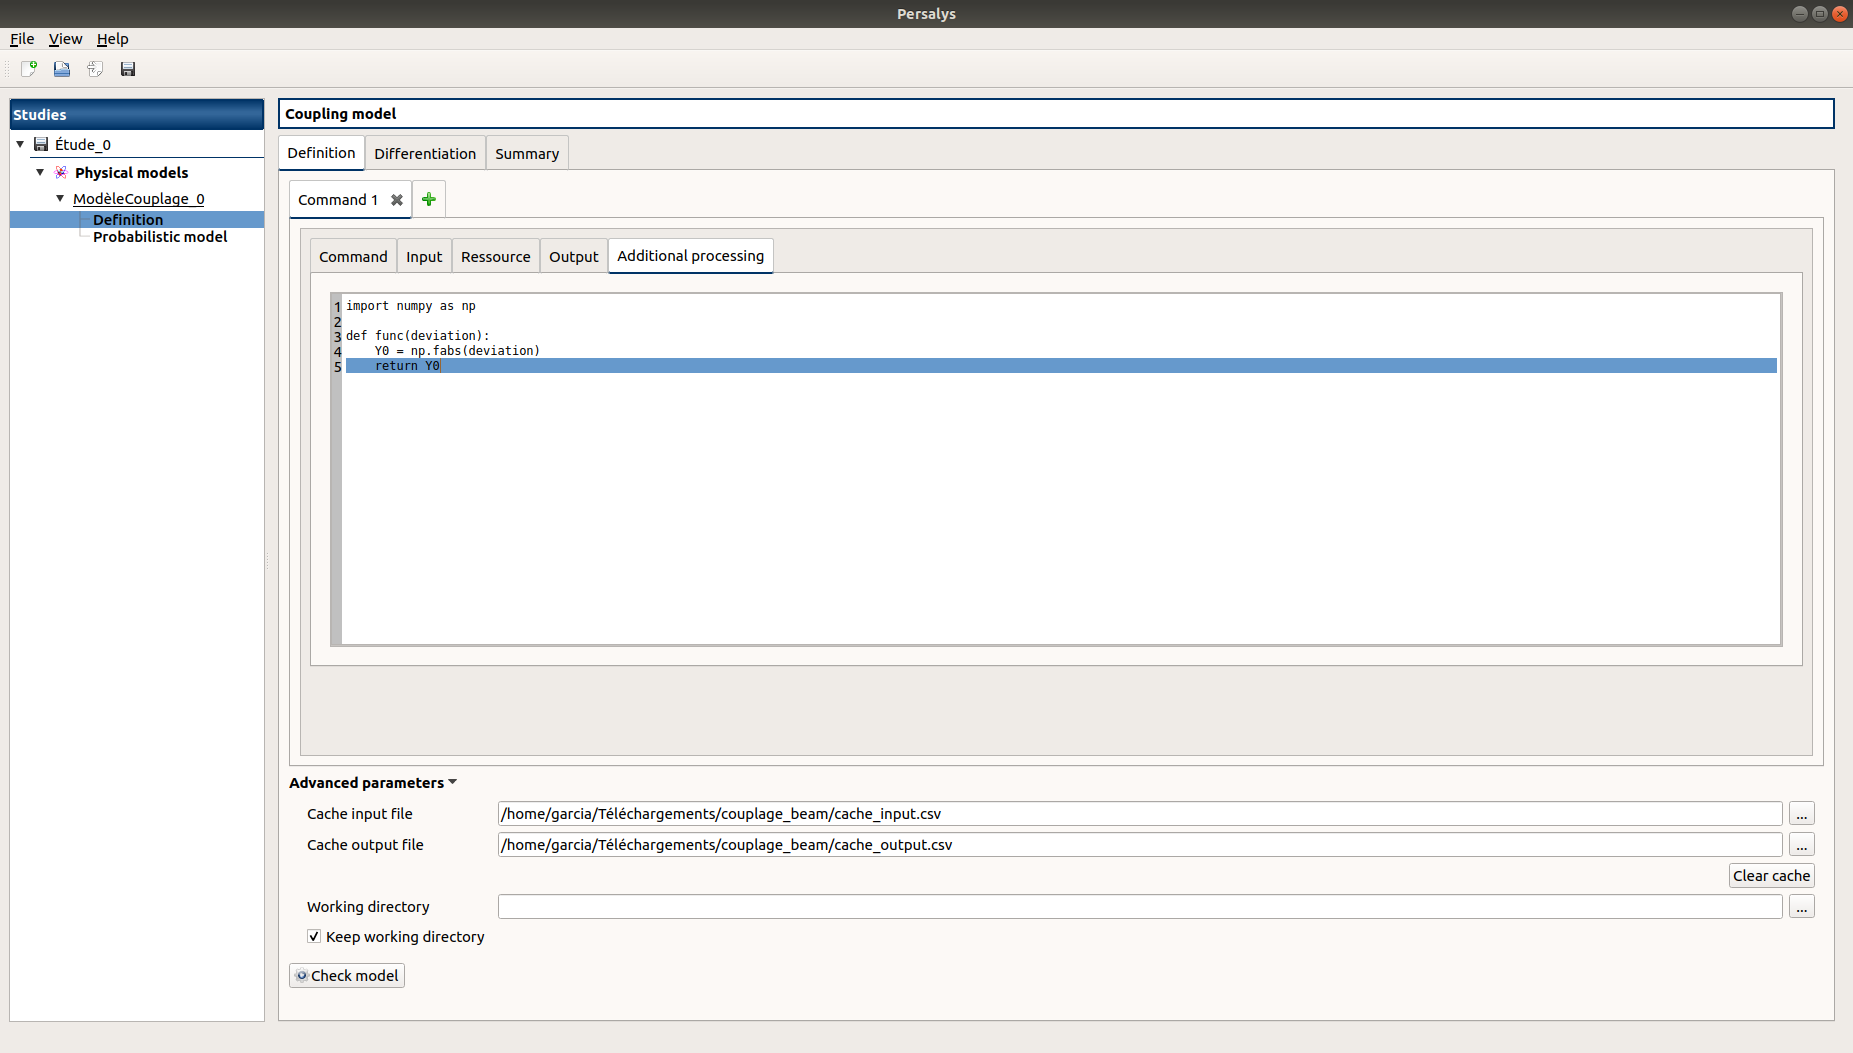 Persalys
File View Help
Studies
Étude_0
Physical models
ModèleCouplage_0
Definition
Probabilistic model
Coupling model
Definition Differentiation Summary
Command 1
Command Input Ressource Output Additional processing
1 import numpy as np
2
3 def func(deviation):
4 Y0 = np.fabs(deviation)
5 return Y0
Advanced parameters
Cache input file /home/garcia/Téléchargements/couplage_beam/cache_input.csv ...
Cache output file /home/garcia/Téléchargements/couplage_beam/cache_output.csv ...
Clear cache
Working directory ...
Keep working directory
Check model